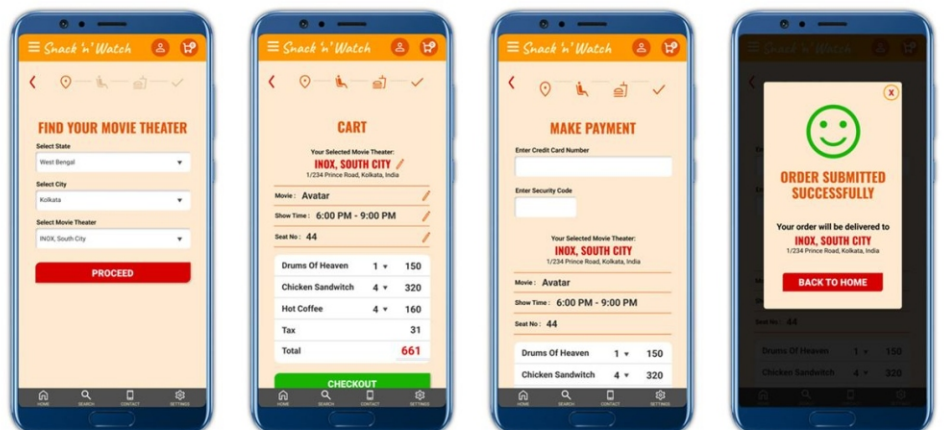 Snack 'n' Watch
FIND YOUR MOVIE THEATER
Select State
West Bengal
Select City
Kolkata
Select Movie Theater
INOX, South City
PROCEED
HOME SEARCH CONTACT SETTINGS
Snack 'n' Watch
CART
Your Selected Movie Theater:
INOX, SOUTH CITY
1/234 Prince Road, Kolkata, India
Movie : Avatar
Show Time : 6:00 PM - 9:00 PM
Seat No : 44
Drums Of Heaven 1 150
Chicken Sandwitch 4 320
Hot Coffee 4 160
Tax 31
Total 661
CHECKOUT
HOME SEARCH CONTACT SETTINGS
Snack 'n' Watch
MAKE PAYMENT
Enter Credit Card Number
Enter Security Code
Your Selected Movie Theater:
INOX, SOUTH CITY
1/234 Prince Road, Kolkata, India
Movie : Avatar
Show Time : 6:00 PM - 9:00 PM
Seat No : 44
Drums Of Heaven 1 150
Chicken Sandwitch 4 320
HOME SEARCH CONTACT SETTINGS
Snack 'n' Watch
X
ORDER SUBMITTED
SUCCESSFULLY
Your order will be delivered to
INOX, SOUTH CITY
1/234 Prince Road, Kolkata, India
BACK TO HOME
Seat No : 44
Drums Of Heaven 1 150
Chicken Sandwitch 4 320